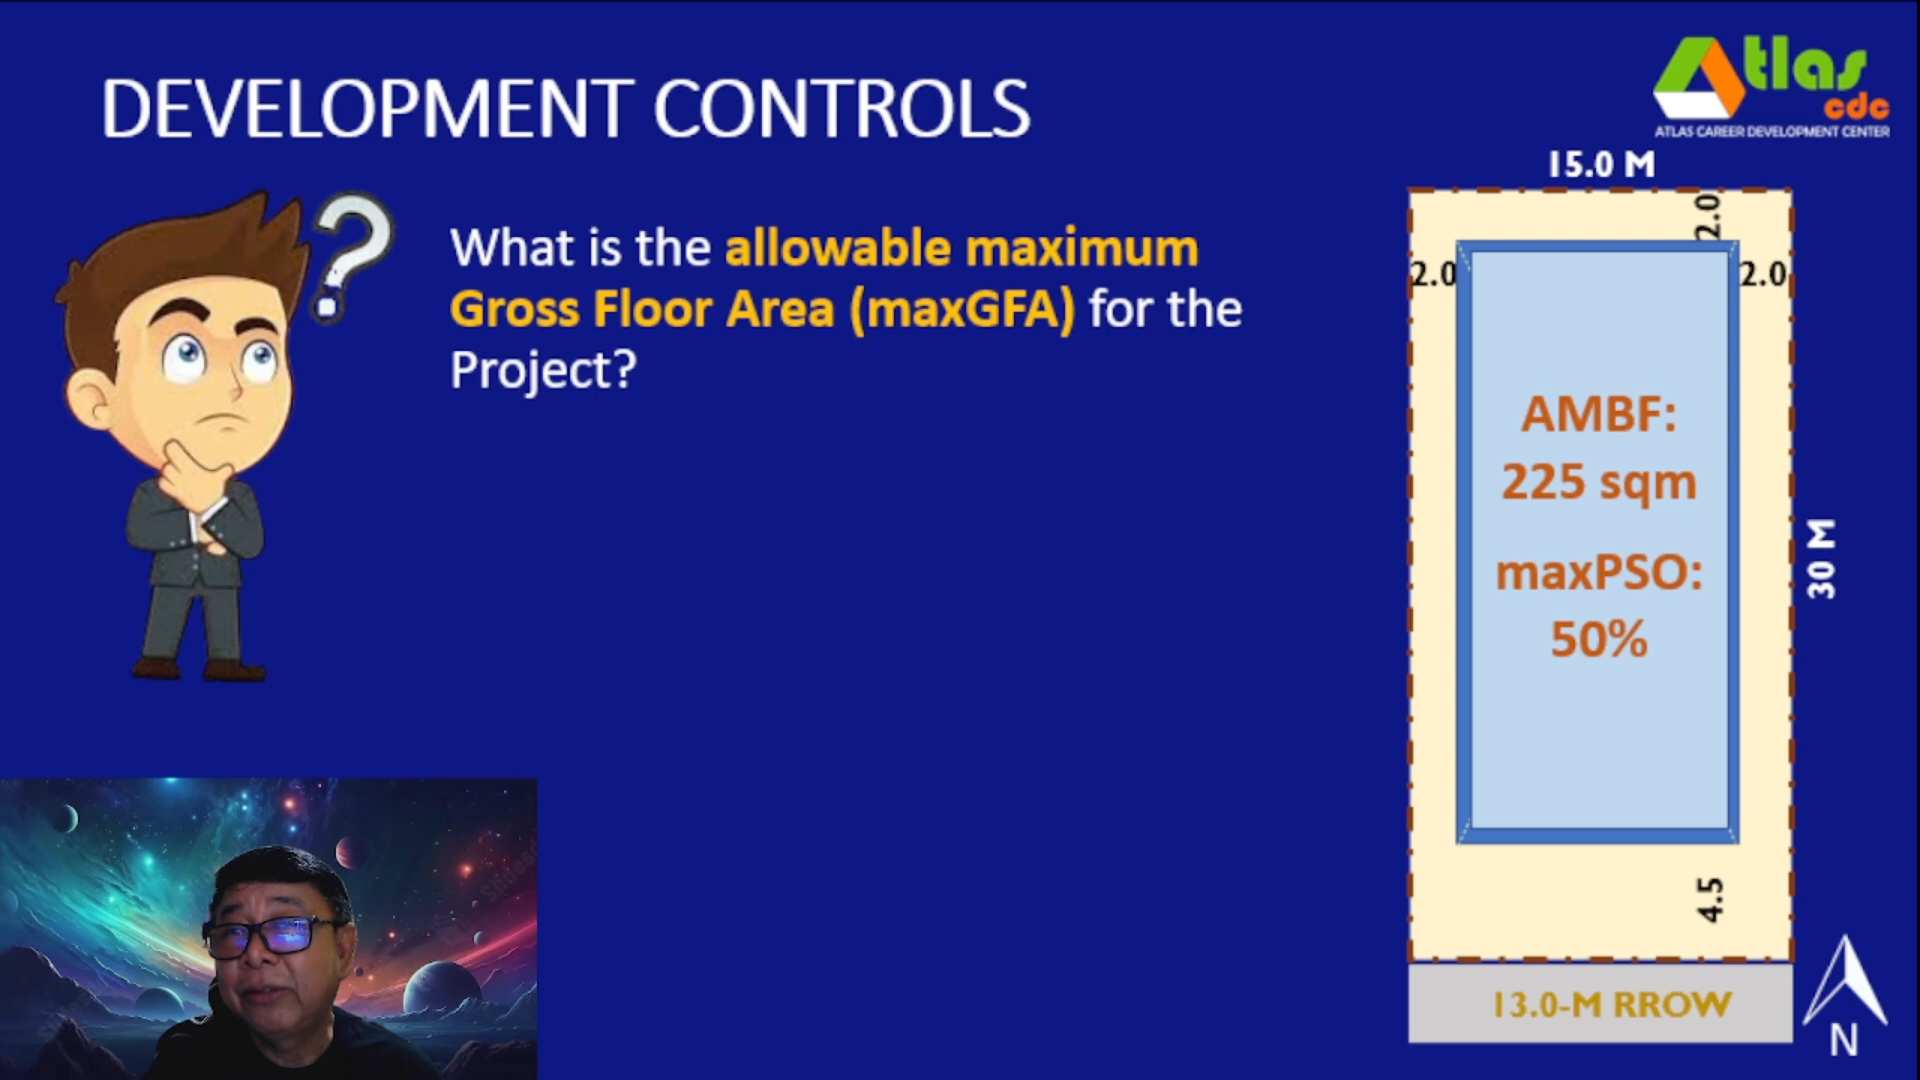 DEVELOPMENT CONTROLS
Atlas
cdc
ATLAS CAREER DEVELOPMENT CENTER
What is the allowable maximum
Gross Floor Area (maxGFA) for the
Project?
15.0 M
2.0
2.0
2.0
AMBF:
225 sqm
maxPSO:
50%
30 M
4.5
13.0-M RROW
N